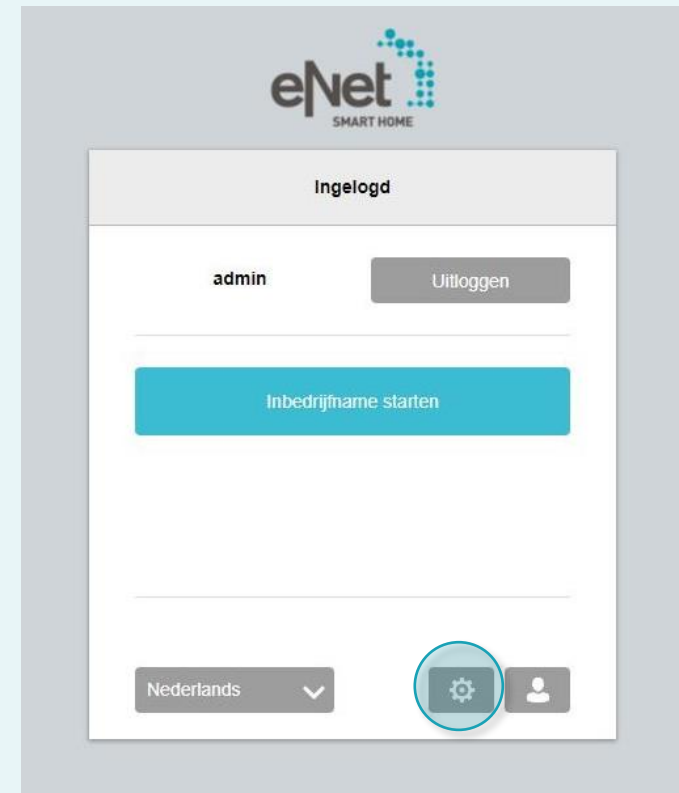 eNet
SMART HOME
Ingelogd
admin
Uitloggen
Inbedrijfname starten
Nederlands